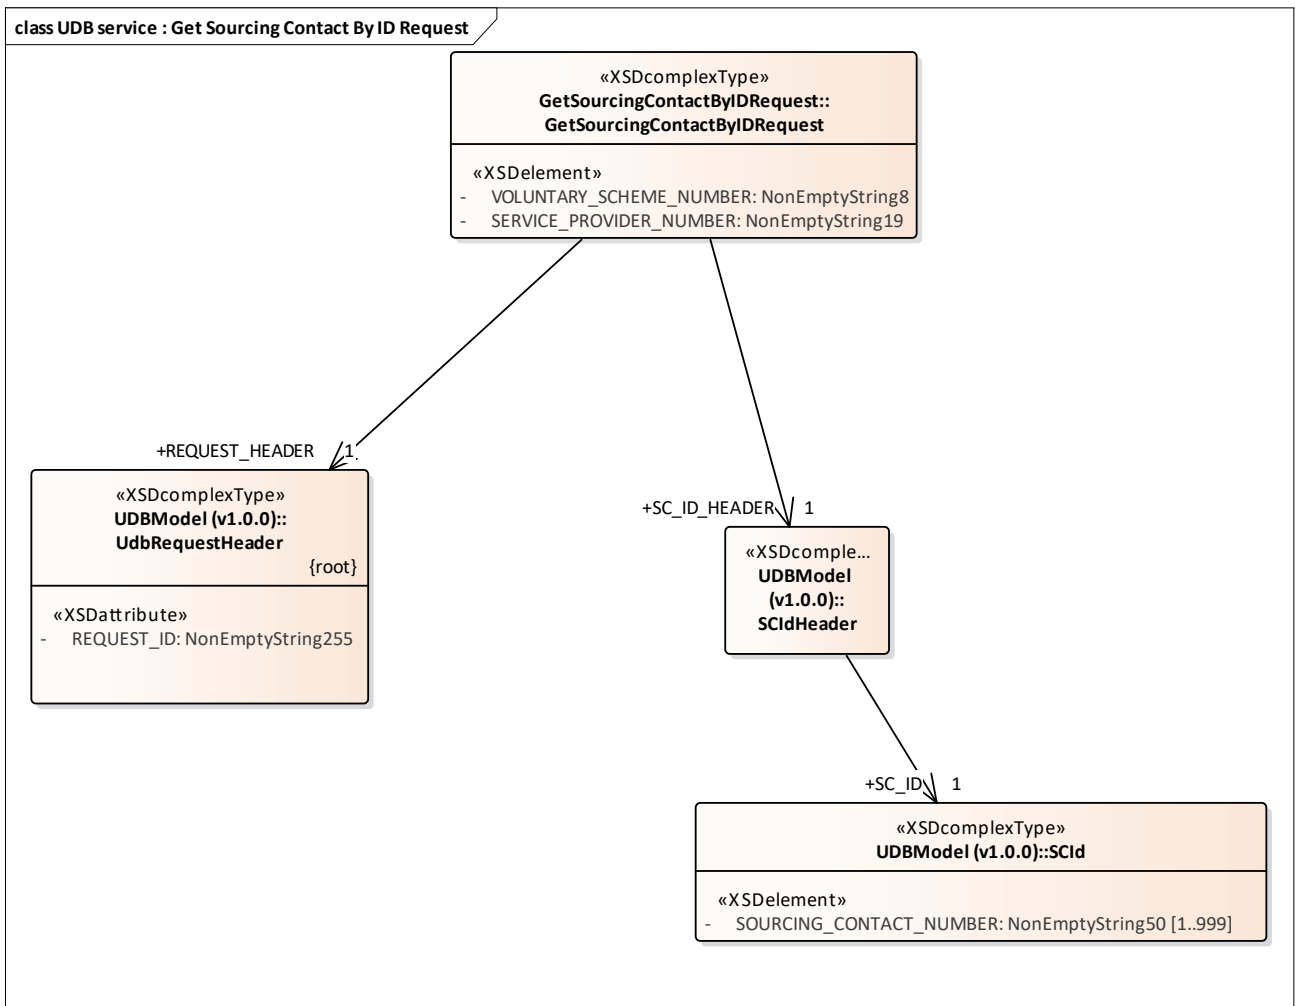 class UDB service : Get Sourcing Contact By ID Request
«XSDcomplexType»
GetSourcingContactByIDRequest::
GetSourcingContactByIDRequest
«XSDelement»
- VOLUNTARY_SCHEME_NUMBER: NonEmptyString8
- SERVICE_PROVIDER_NUMBER: NonEmptyString19
+REQUEST_HEADER 1
«XSDcomplexType»
UDBModel (v1.0.0)::
UdbRequestHeader
{root}
«XSDattribute»
- REQUEST_ID: NonEmptyString255
+SC_ID_HEADER 1
«XSDcomple...
UDBModel
(v1.0.0)::
SCIdHeader
+SC_ID 1
«XSDcomplexType»
UDBModel (v1.0.0)::SCId
«XSDelement»
- SOURCING_CONTACT_NUMBER: NonEmptyString50 [1..999]